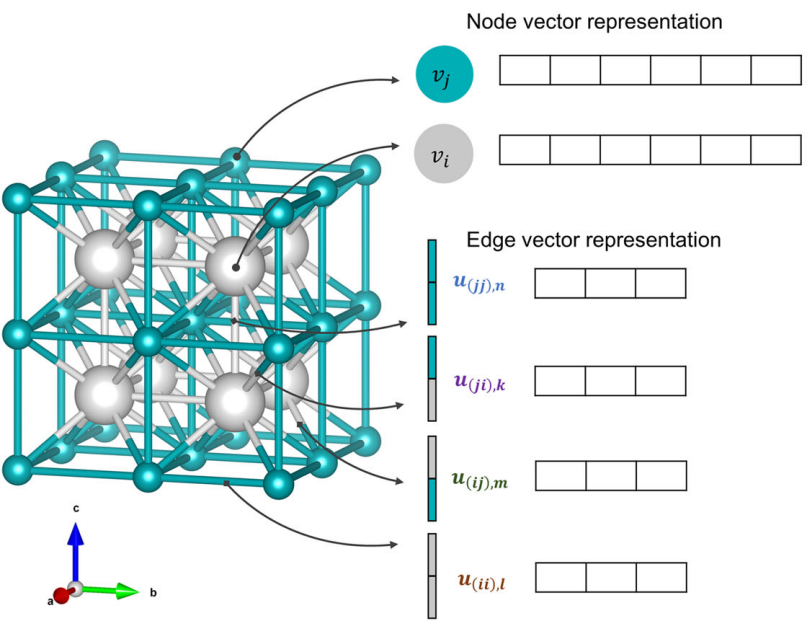 Node vector representation
v_j
v_i
Edge vector representation
u_(jj),n
u_(ji),k
u_(ij),m
u_(ii),l
c
b
a